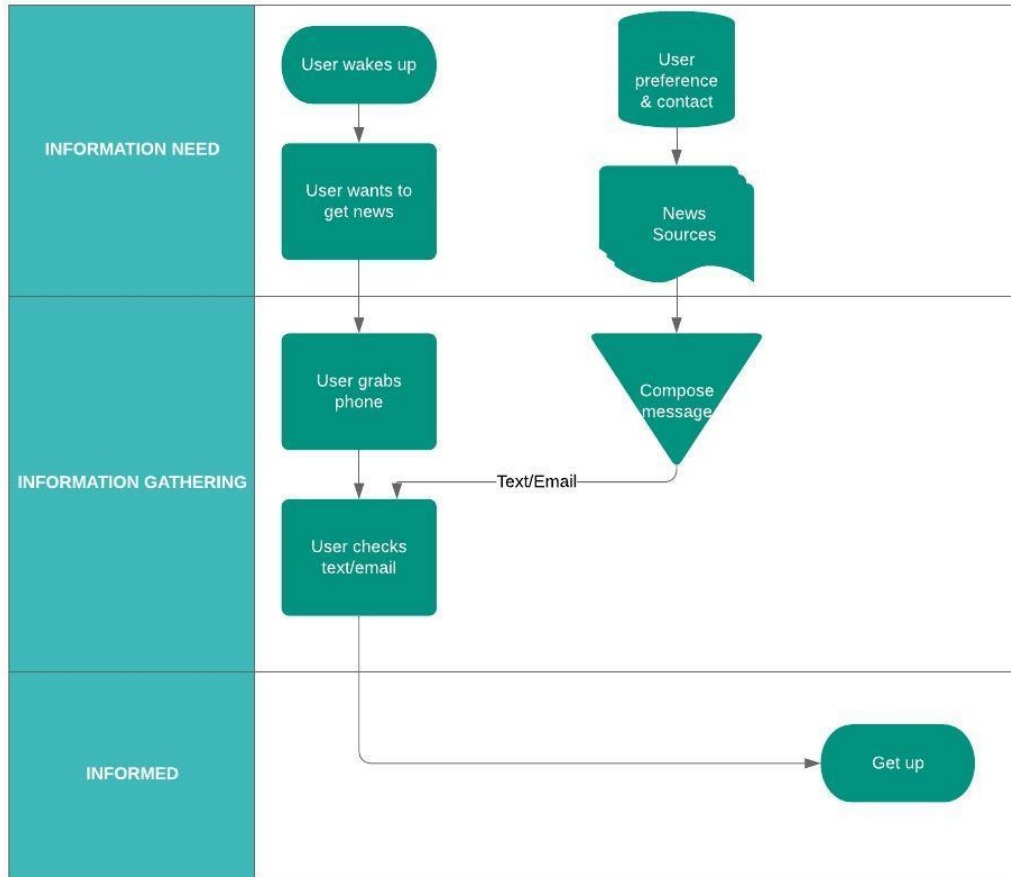 INFORMATION NEED
User wakes up
User
preference
& contact
User wants to
get news
News
Sources
INFORMATION GATHERING
User grabs
phone
Compose
message
Text/Email
User checks
text/email
INFORMED
Get up